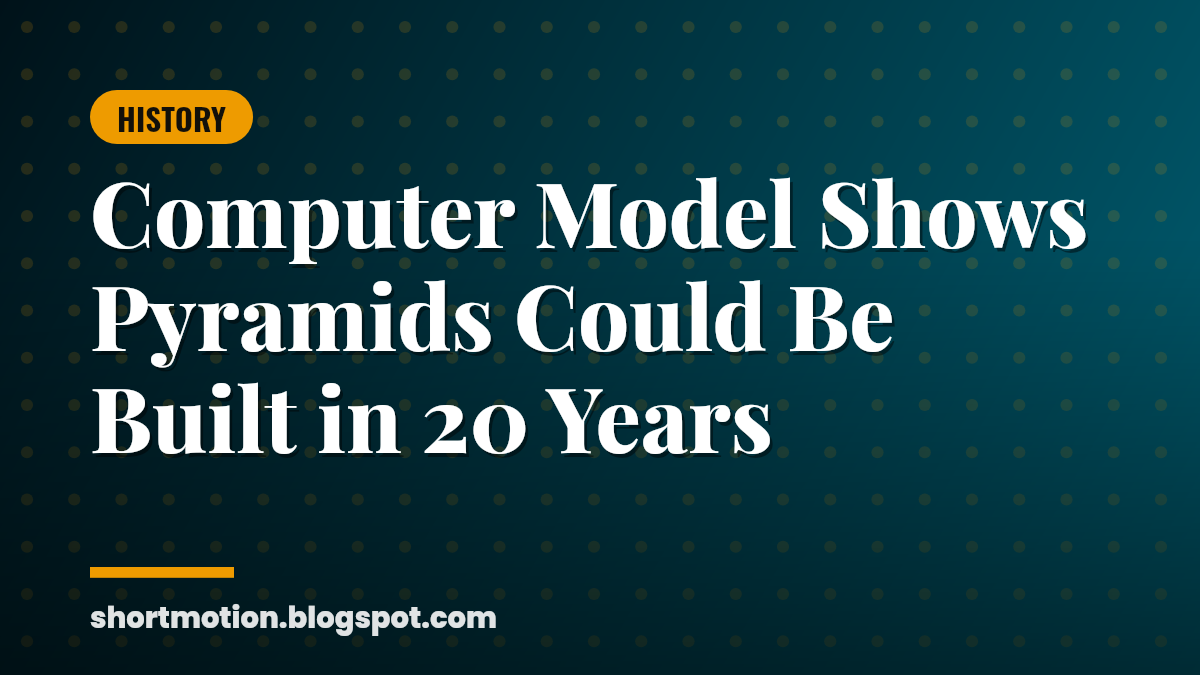 HISTORY
Computer Model Shows
Pyramids Could Be
Built in 20 Years
shortmotion.blogspot.com